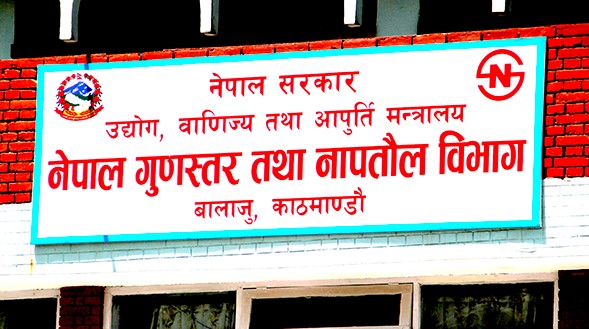 नेपाल सरकार
उद्योग, वाणिज्य तथा आपुर्ति मन्त्रालय
नेपाल गुणस्तर तथा नापतौल विभाग
बालाजु, काठमाण्डौ